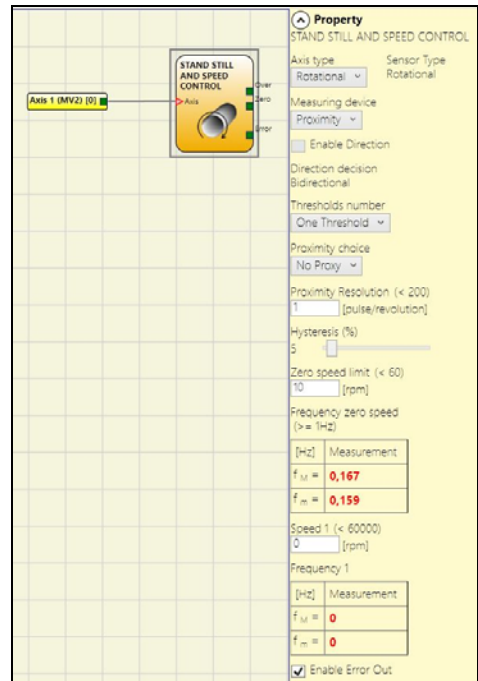 Axis 1 (MV2) [0]
STAND STILL
AND SPEED
CONTROL
Axis
Over
Zero
Error
Property
STAND STILL AND SPEED CONTROL
Axis type Sensor Type
Rotational Rotational
Measuring device
Proximity
Enable Direction
Direction decision
Bidirectional
Thresholds number
One Threshold
Proximity choice
No Proxy
Proximity Resolution (< 200)
1 [pulse/revolution]
Hysteresis (%)
5
Zero speed limit (< 60)
10 [rpm]
Frequency zero speed
(>= 1Hz)
[Hz] Measurement
f M = 0,167
f m = 0,159
Speed 1 (< 60000)
0 [rpm]
Frequency 1
[Hz] Measurement
f M = 0
f m = 0
Enable Error Out